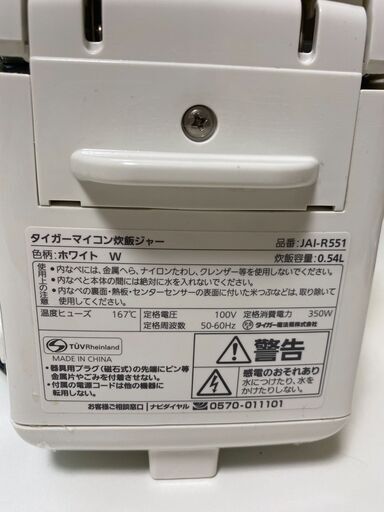 タイガーマイコン炊飯ジャー 品番:JAI-R551
色柄:ホワイト W 炊飯容量:0.54L
使用上の注意
・内なべには、金属へら、ナイロンたわし、クレンザー等を使用しないでください。
・内なべと本体の間には絶対に水を入れないでください。
・内なべの裏面・熱板・センターセンサーの表面に付いた米つぶなどは、取り除いて使用してください。
温度ヒューズ 167℃ 定格電圧 100V 定格消費電力 350W
定格周波数 50-60Hz タイガー魔法瓶株式会社
TÜVRheinland
MADE IN CHINA
警告
感電のおそれあり
水につけたり、水をかけたりしない。
・器具用プラグ(磁石式)の先端にピン等
金属片やごみを付着させない。
・付属の電源コードは他の機器に
転用しない。
お客様ご相談窓口 ナビダイヤル 0570-011101